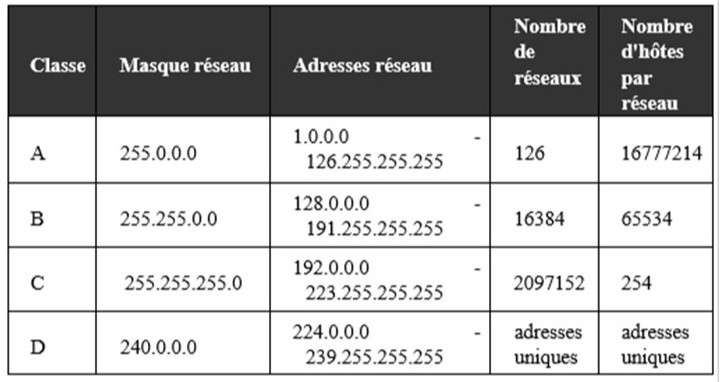 Classe Masque réseau Adresses réseau Nombre de réseaux Nombre d'hôtes par réseau
A 255.0.0.0 1.0.0.0 - 126.255.255.255 126 16777214
B 255.255.0.0 128.0.0.0 - 191.255.255.255 16384 65534
C 255.255.255.0 192.0.0.0 - 223.255.255.255 2097152 254
D 240.0.0.0 224.0.0.0 - 239.255.255.255 adresses uniques adresses uniques